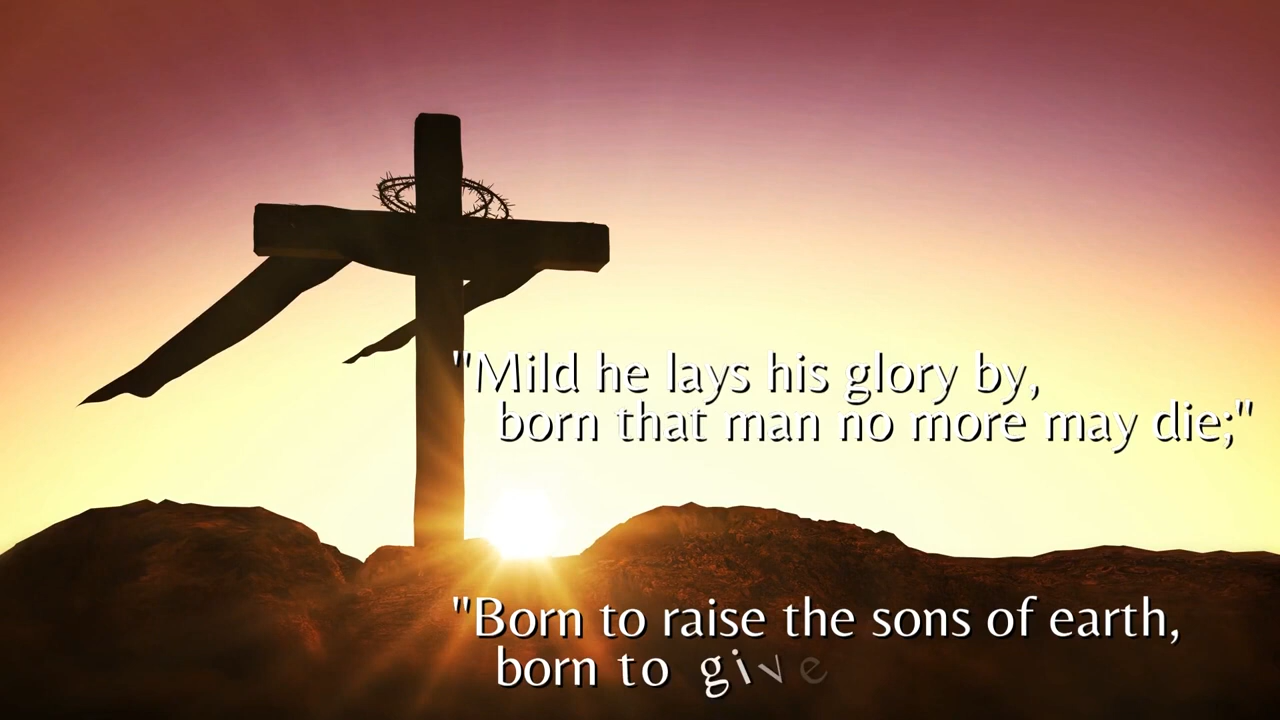 "Mild he lays his glory by,
born that man no more may die;"
"Born to raise the sons of earth,
born to give